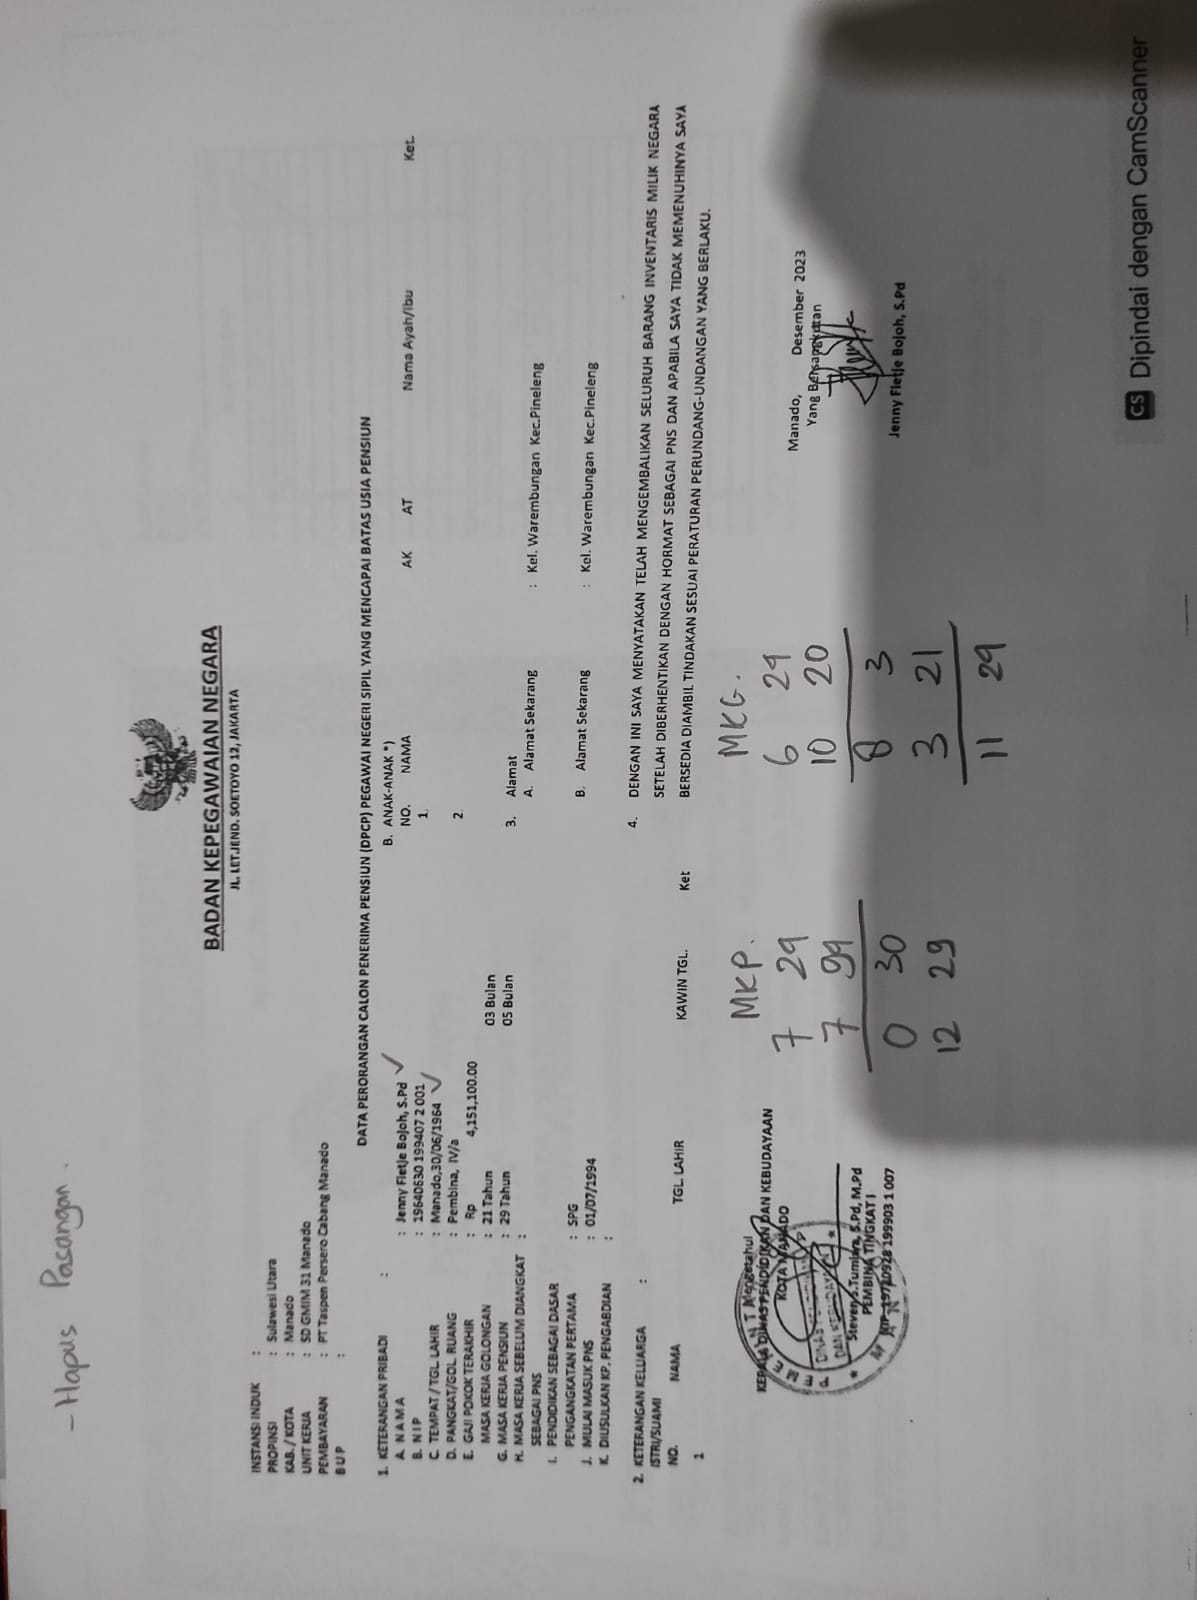 - Hapus Pasangan.
BADAN KEPEGAWAIAN NEGARA
JL. LETJEND. SOETOYO 12, JAKARTA
INSTANSI INDUK :
PROPINSI : Sulawesi Utara
KAB. / KOTA : Manado
UNIT KERJA : SD GMIM 31 Manado
PEMBAYARAN : PT Taspen Persero Cabang Manado
B U P :
DATA PERORANGAN CALON PENERIMA PENSIUN (DPCP) PEGAWAI NEGERI SIPIL YANG MENCAPAI BATAS USIA PENSIUN
1. KETERANGAN PRIBADI :
A. N A M A : Jenny Fletje Bojoh, S.Pd
B. N I P : 19640630 199407 2 001
C. TEMPAT / TGL. LAHIR : Manado,30/06/1964
D. PANGKAT/GOL. RUANG : Pembina, IV/a
E. GAJI POKOK TERAKHIR : Rp 4,151,100.00
MASA KERJA GOLONGAN : 21 Tahun 03 Bulan
G. MASA KERJA PENSIUN : 29 Tahun 05 Bulan
H. MASA KERJA SEBELUM DIANGKAT :
SEBAGAI PNS
I. PENDIDIKAN SEBAGAI DASAR
PENGANGKATAN PERTAMA : SPG
J. MULAI MASUK PNS : 01/07/1994
K. DIUSULKAN KP. PENGABDIAN :
2. KETERANGAN KELUARGA :
ISTRI/SUAMI
NO. NAMA TGL. LAHIR KAWIN TGL. Ket
1
B. ANAK-ANAK *)
NO. NAMA AK AT Nama Ayah/Ibu Ket.
1.
2.
3. Alamat
A. Alamat Sekarang : Kel. Warembungan Kec.Pineleng
B. Alamat Sekarang : Kel. Warembungan Kec.Pineleng
4. DENGAN INI SAYA MENYATAKAN TELAH MENGEMBALIKAN SELURUH BARANG INVENTARIS MILIK NEGARA
SETELAH DIBERHENTIKAN DENGAN HORMAT SEBAGAI PNS DAN APABILA SAYA TIDAK MEMENUHINYA SAYA
BERSEDIA DIAMBIL TINDAKAN SESUAI PERATURAN PERUNDANG-UNDANGAN YANG BERLAKU.
Mengetahui
KEPALA DINAS PENDIDIKAN DAN KEBUDAYAAN
KOTA MANADO
Steven S.Tumiwa, S.Pd, M.Pd
PEMBINA TINGKAT I
NIP 19710928 199903 1 007
MKP.
7 29
7 99
0 30
12 29
MKG.
6 29
10 20
8 3
3 21
11 29
Manado, Desember 2023
Yang Bersangkutan
Jenny Fletje Bojoh, S.Pd
CS Dipindai dengan CamScanner